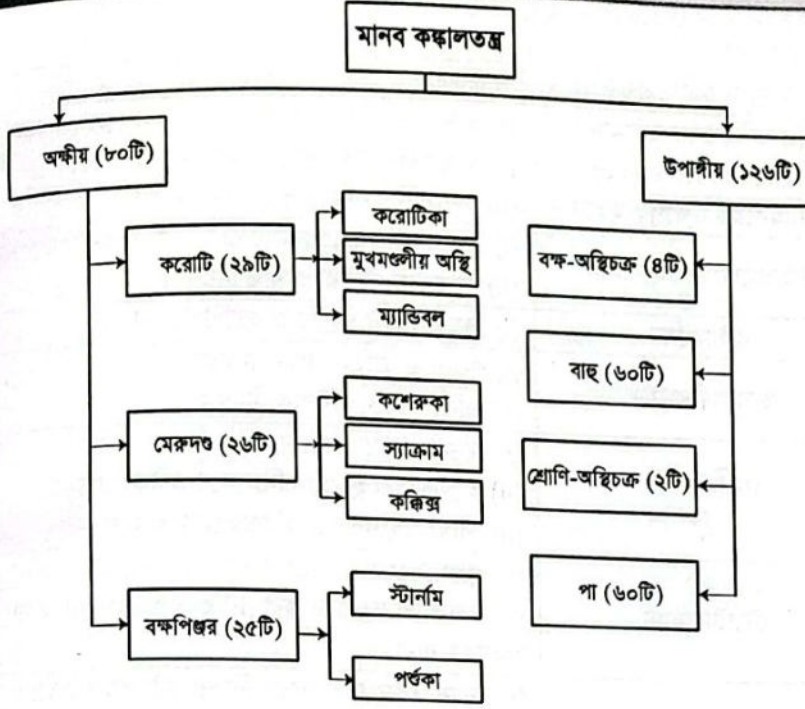 মানব কঙ্কালতন্ত্র
অক্ষীয় (৮০টি)
উপাঙ্গীয় (১২৬টি)
করোটি (২৯টি)
করোটিকা
মুখমণ্ডলীয় অস্থি
ম্যান্ডিবল
মেরুদণ্ড (২৬টি)
কশেরুকা
স্যাক্রাম
কক্কিক্স
বক্ষপিঞ্জর (২৫টি)
স্টার্নাম
পর্শুকা
বক্ষ-অস্থিচক্র (৪টি)
বাহু (৬০টি)
শ্রোণি-অস্থিচক্র (২টি)
পা (৬০টি)